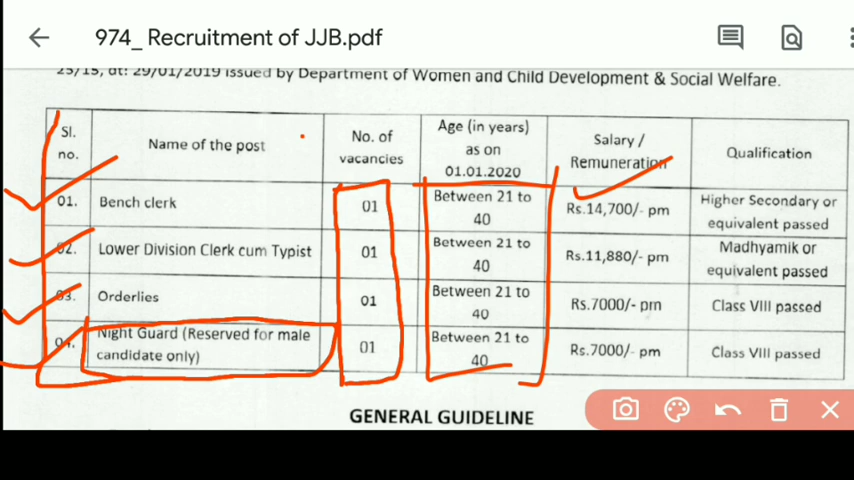 974_ Recruitment of JJB.pdf
25/15, dt: 29/01/2019 issued by Department of Women and Child Development & Social Welfare.
Sl. no. Name of the post No. of vacancies Age (in years) as on 01.01.2020 Salary / Remuneration Qualification
01. Bench clerk 01 Between 21 to 40 Rs.14,700/- pm Higher Secondary or equivalent passed
02. Lower Division Clerk cum Typist 01 Between 21 to 40 Rs.11,880/- pm Madhyamik or equivalent passed
03. Orderlies 01 Between 21 to 40 Rs.7000/- pm Class VIII passed
04. Night Guard (Reserved for male candidate only) 01 Between 21 to 40 Rs.7000/- pm Class VIII passed
GENERAL GUIDELINE